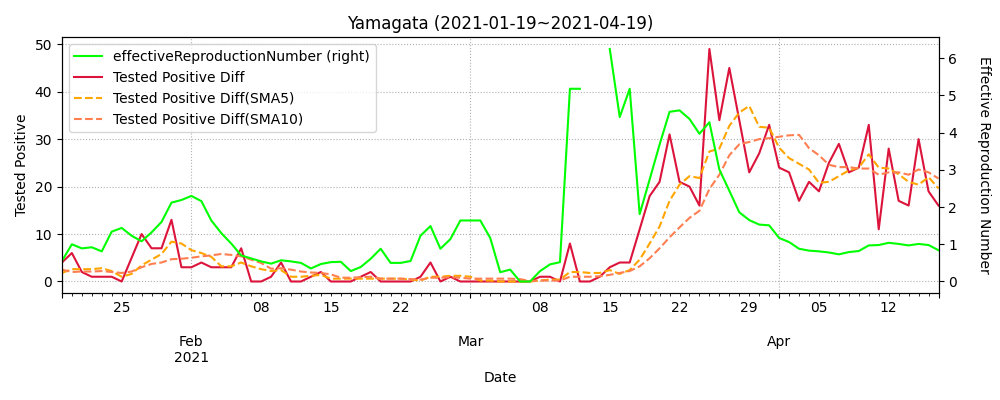 Yamagata (2021-01-19~2021-04-19)
effectiveReproductionNumber (right)
Tested Positive Diff
Tested Positive Diff(SMA5)
Tested Positive Diff(SMA10)
Tested Positive
50
40
30
20
10
0
Effective Reproduction Number
6
5
4
3
2
1
0
25 08 15 22 08 15 22 29 05 12
Feb Mar Apr
2021
Date